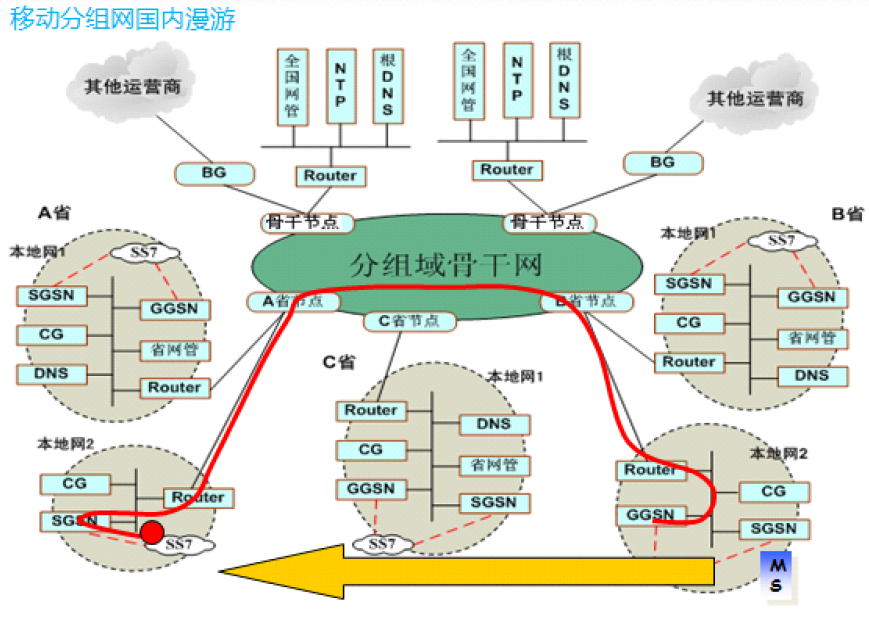 移动分组网国内漫游
其他运营商
全国网管
NTP
根DNS
全国网管
NTP
根DNS
其他运营商
BG
Router
Router
BG
骨干节点
骨干节点
A省
B省
本地网1
SS7
SGSN
GGSN
CG
省网管
DNS
Router
分组域骨干网
A省节点
B省节点
C省节点
本地网1
SS7
SGSN
GGSN
CG
省网管
Router
DNS
C省
本地网1
Router
DNS
CG
省网管
GGSN
SGSN
SS7
本地网2
CG
Router
SGSN
SS7
本地网2
Router
CG
GGSN
SGSN
MS